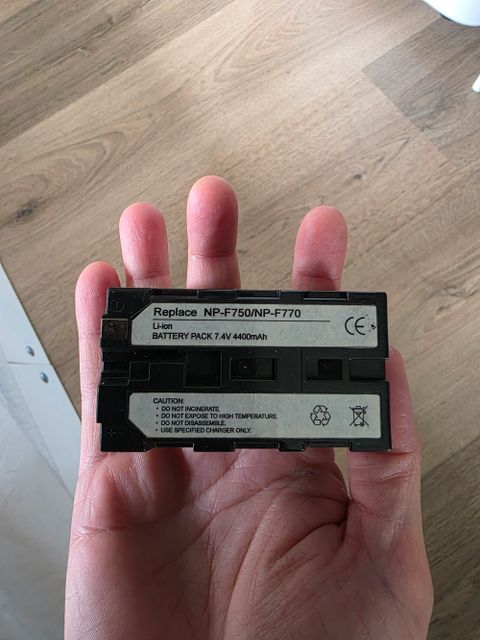 Replace NP-F750/NP-F770
Li-ion
BATTERY PACK 7.4V 4400mAh
CE
CAUTION:
• DO NOT INCINERATE.
• DO NOT EXPOSE TO HIGH TEMPERATURE.
• DO NOT DISASSEMBLE.
• USE SPECIFIED CHARGER ONLY.